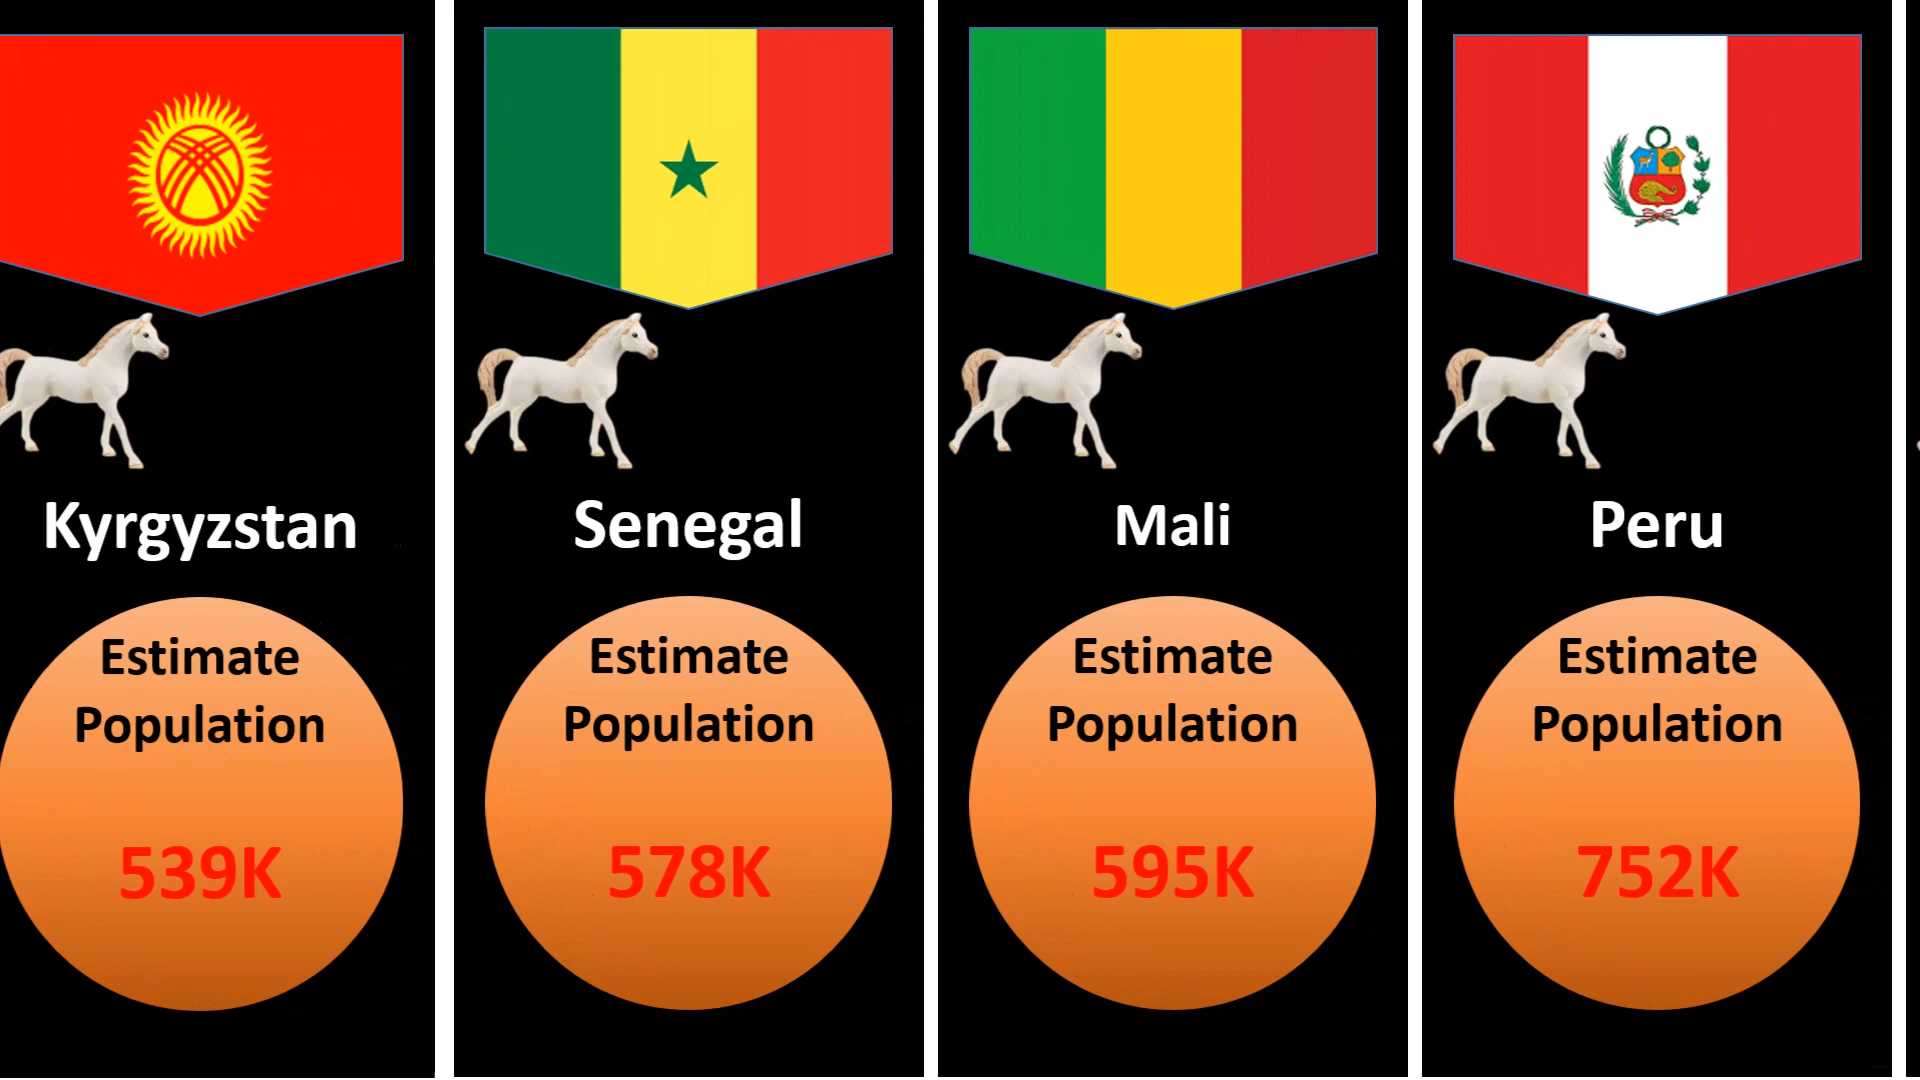 Kyrgyzstan
Estimate
Population
539K
Senegal
Estimate
Population
578K
Mali
Estimate
Population
595K
Peru
Estimate
Population
752K